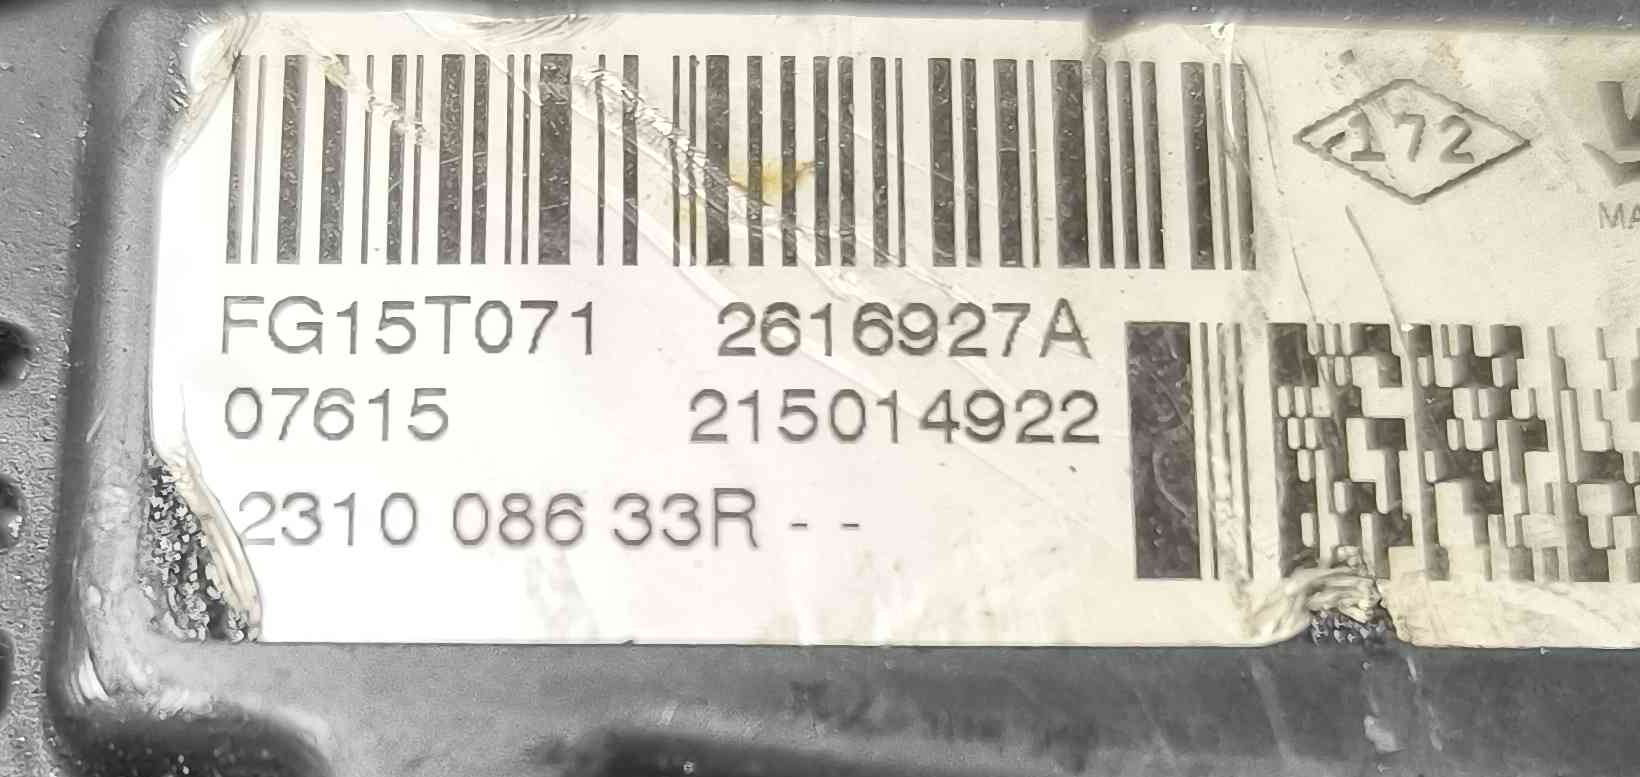 172
FG15T071 2616927A
07615 215014922
2310 086 33R - -